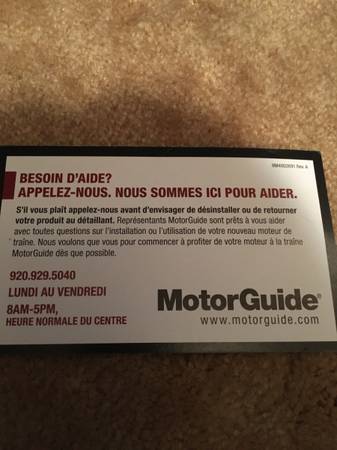 BESOIN D'AIDE?
APPELEZ-NOUS. NOUS SOMMES ICI POUR AIDER.
S'il vous plaît appelez-nous avant d'envisager de désinstaller ou de retourner
votre produit au détaillant. Représentants MotorGuide sont prêts à vous aider
avec toutes questions sur l'installation ou l'utilisation de votre nouveau moteur de
traîne. Nous voulons que vous pour commencer à profiter de votre moteur à la traîne
MotorGuide dès que possible.
920.929.5040
LUNDI AU VENDREDI
8AM-5PM,
HEURE NORMALE DU CENTRE
MotorGuide®
www.motorguide.com